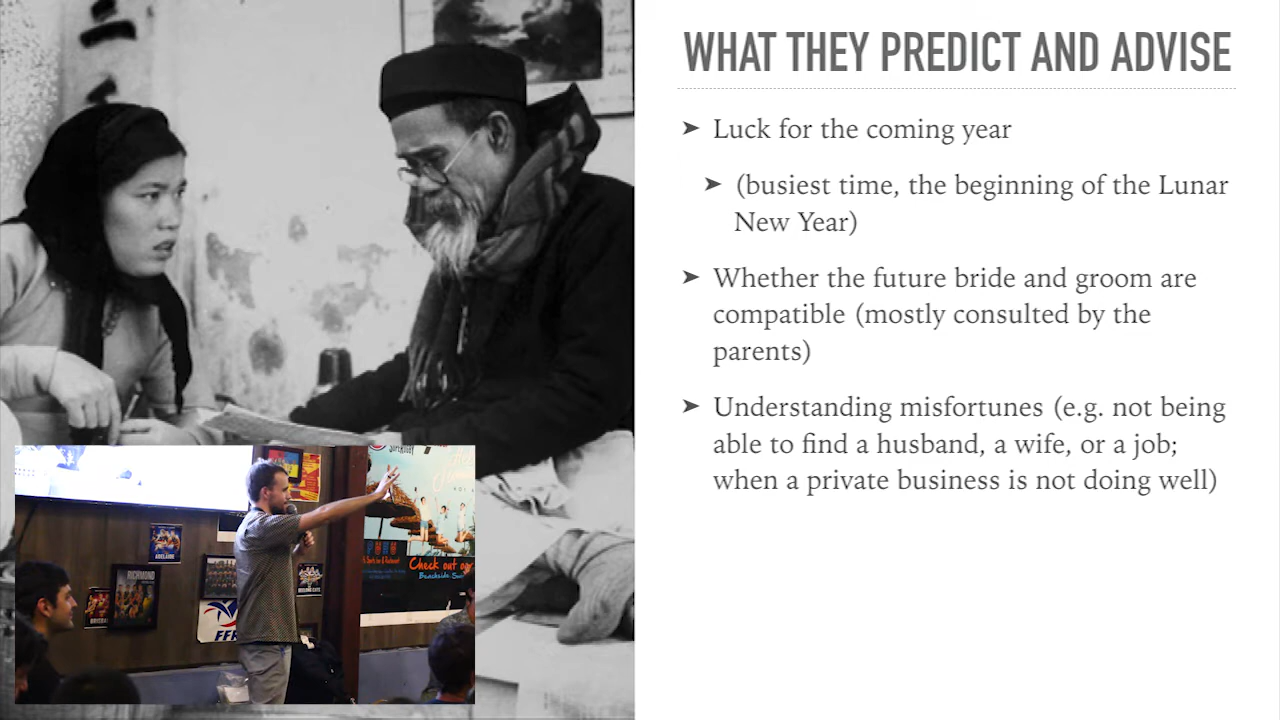 WHAT THEY PREDICT AND ADVISE
➤ Luck for the coming year
➤ (busiest time, the beginning of the Lunar
New Year)
➤ Whether the future bride and groom are
compatible (mostly consulted by the
parents)
➤ Understanding misfortunes (e.g. not being
able to find a husband, a wife, or a job;
when a private business is not doing well)
ADELAIDE
RICHMOND
FFR
Check out o
Beachside